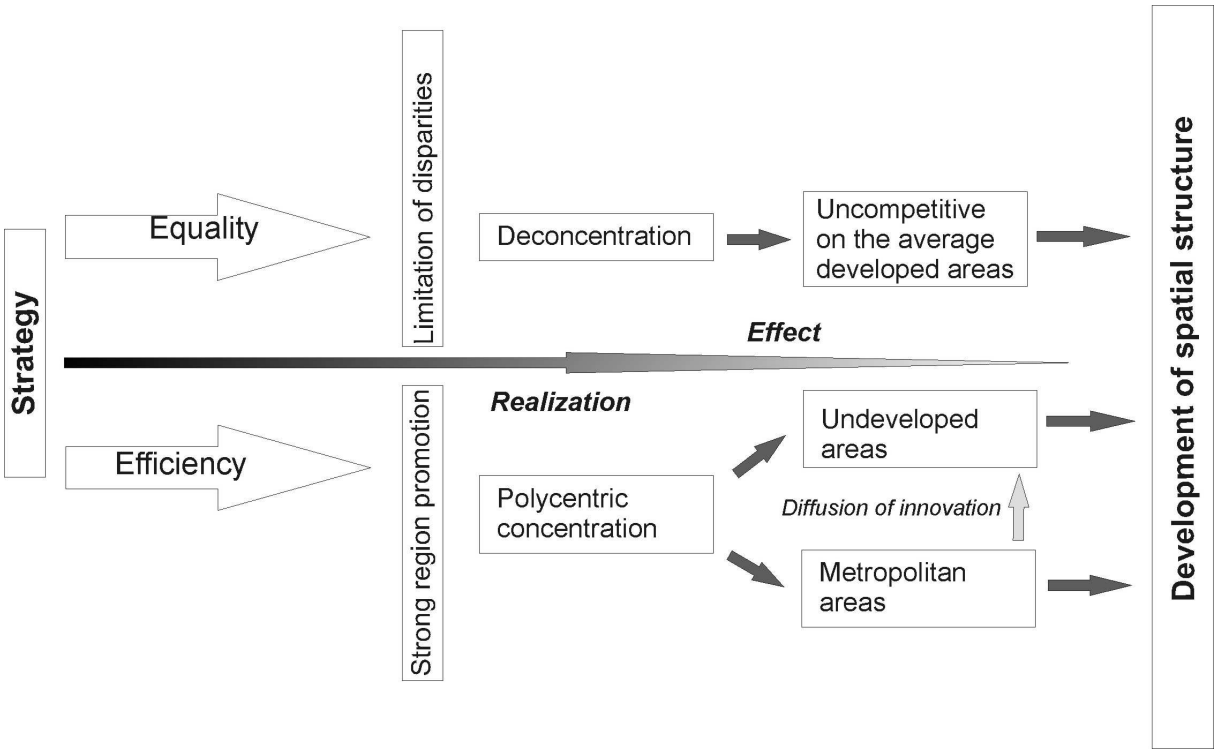 Strategy
Equality
Efficiency
Limitation of disparities
Strong region promotion
Deconcentration
Uncompetitive
on the average
developed areas
Effect
Realization
Polycentric
concentration
Undeveloped
areas
Diffusion of innovation
Metropolitan
areas
Development of spatial structure